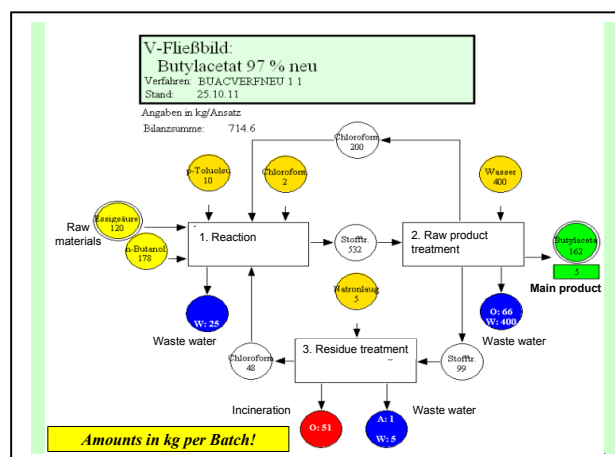 V-Fließbild:
Butylacetat 97 % neu
Verfahren: BUACVERFNEU 1 1
Stand: 25.10.11
Angaben in kg/Ansatz
Bilanzsumme: 714.6
Chloroform
200
p-Toluolsu
10
Chloroform
2
Wasser
400
Essigsäure
120
Raw
materials
n-Butanol
178
1. Reaction
Stofftr.
532
2. Raw product
treatment
Butylaceta
162
5
Main product
W: 25
Waste water
Natronlaug
5
O: 66
W: 400
Waste water
Chloroform
48
3. Residue treatment
Stofftr.
99
Incineration
O: 51
A: 1
W: 5
Waste water
Amounts in kg per Batch!